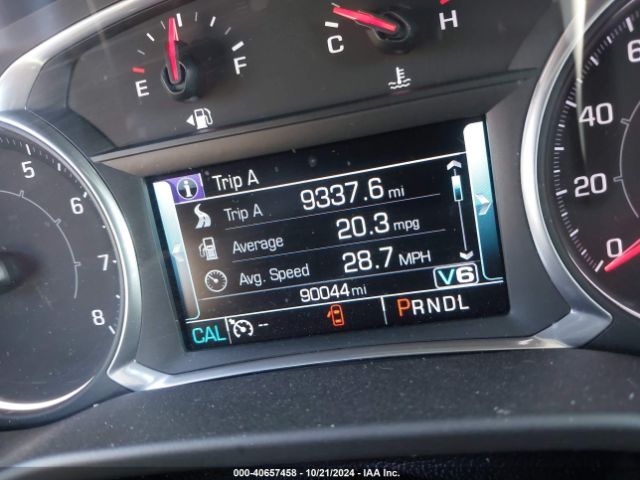 E F
C H
Trip A
Trip A 9337.6 mi
Average 20.3 mpg
Avg. Speed 28.7 MPH
90044 mi V6
CAL -- PRNDL
5
6
7
8
40
20
0
000-40657458 - 10/21/2024 - IAA Inc.